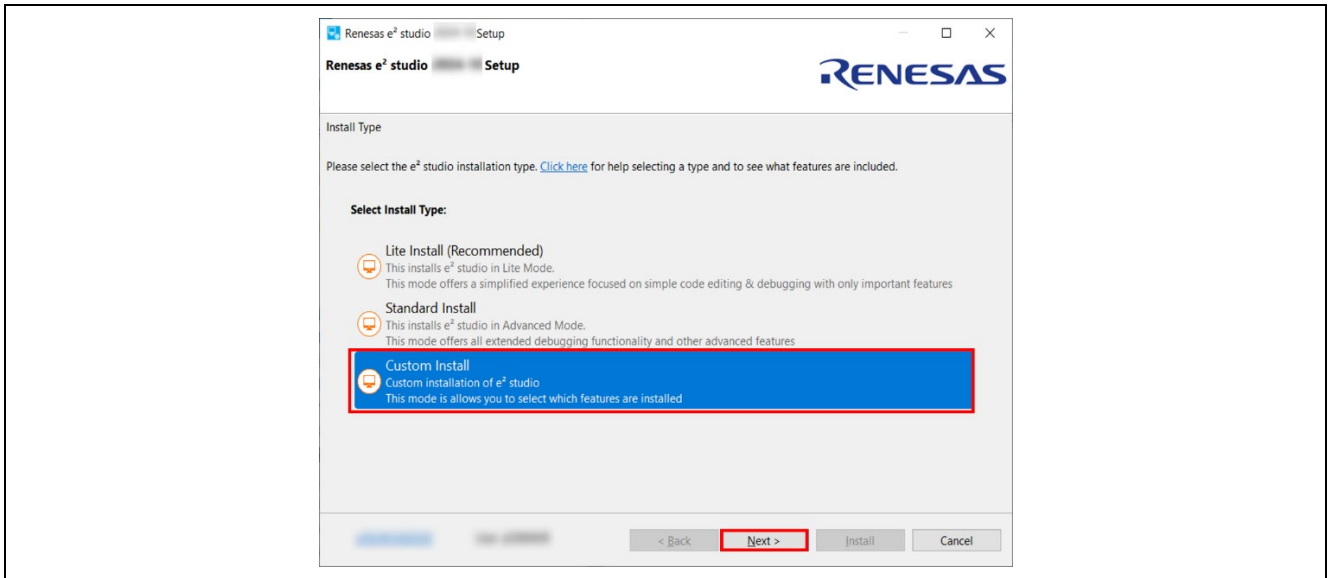 Renesas e² studio Setup
Renesas e² studio Setup
RENESAS
Install Type
Please select the e² studio installation type. Click here for help selecting a type and to see what features are included.
Select Install Type:
Lite Install (Recommended)
This installs e² studio in Lite Mode.
This mode offers a simplified experience focused on simple code editing & debugging with only important features
Standard Install
This installs e² studio in Advanced Mode.
This mode offers all extended debugging functionality and other advanced features
Custom Install
Custom installation of e² studio
This mode is allows you to select which features are installed
< Back Next > Install Cancel